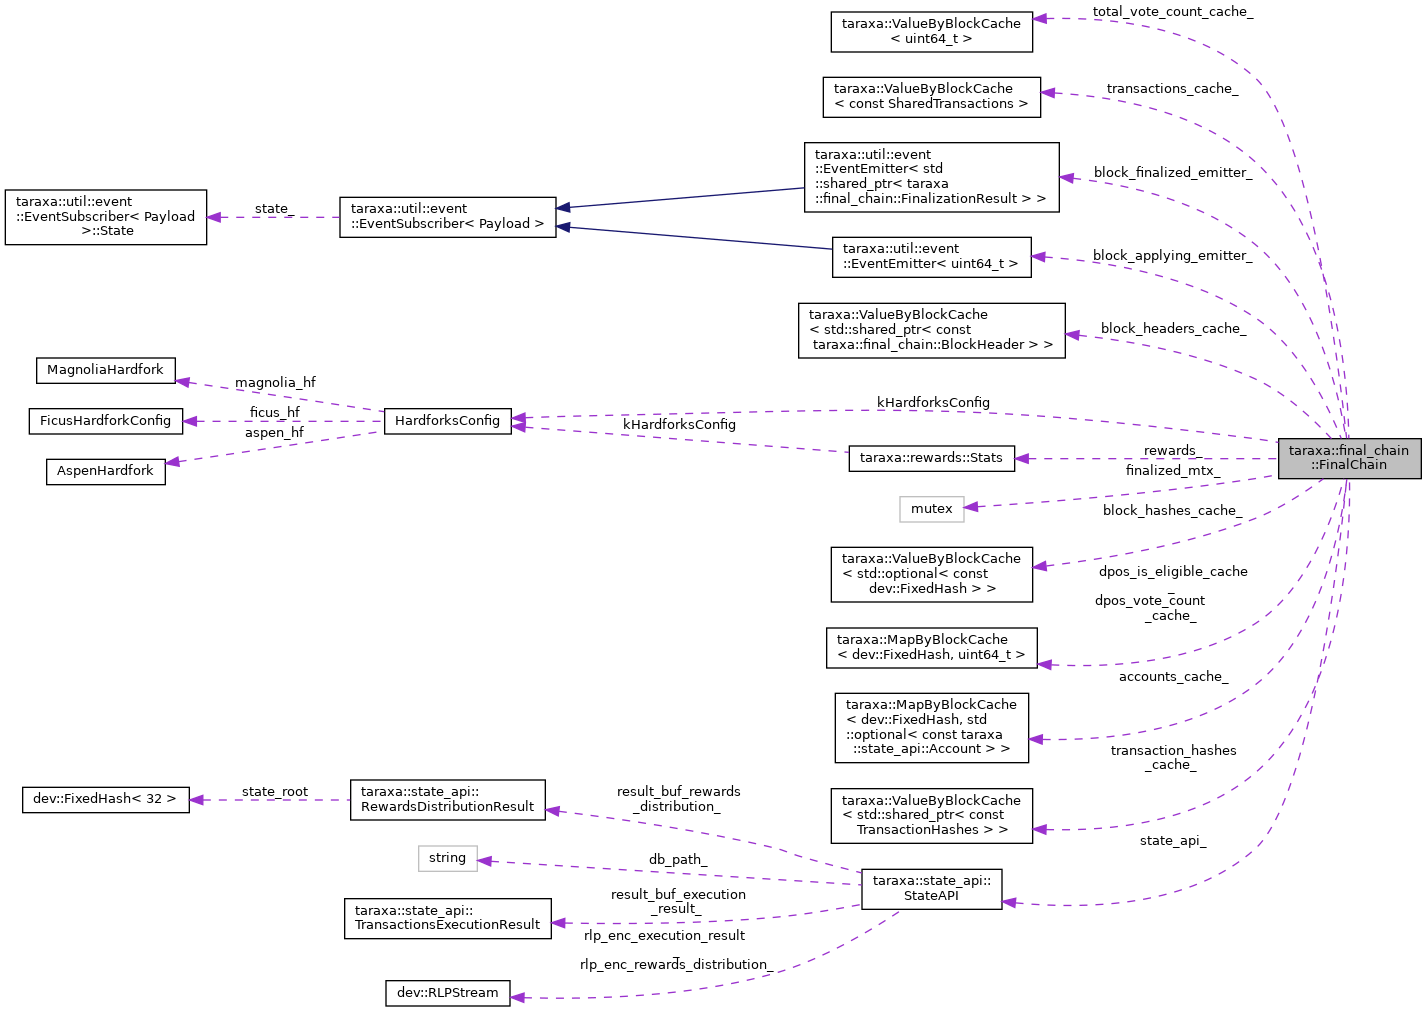 total_vote_count_cache_
taraxa::ValueByBlockCache
< uint64_t >
transactions_cache_
taraxa::ValueByBlockCache
< const SharedTransactions >
taraxa::util::event
::EventEmitter< std
::shared_ptr< taraxa
::final_chain::FinalizationResult > >
block_finalized_emitter_
taraxa::util::event
::EventSubscriber< Payload
>::State
state_
taraxa::util::event
::EventSubscriber< Payload >
taraxa::util::event
::EventEmitter< uint64_t >
block_applying_emitter_
taraxa::ValueByBlockCache
< std::shared_ptr< const
taraxa::final_chain::BlockHeader > >
block_headers_cache_
MagnoliaHardfork
magnolia_hf
kHardforksConfig
FicusHardforkConfig
ficus_hf
HardforksConfig
kHardforksConfig
aspen_hf
AspenHardfork
taraxa::rewards::Stats
rewards_
taraxa::final_chain
::FinalChain
finalized_mtx_
mutex
block_hashes_cache_
taraxa::ValueByBlockCache
< std::optional< const
dev::FixedHash > >
dpos_is_eligible_cache
_
dpos_vote_count
_cache_
taraxa::MapByBlockCache
< dev::FixedHash, uint64_t >
accounts_cache_
taraxa::MapByBlockCache
< dev::FixedHash, std
::optional< const taraxa
::state_api::Account > >
transaction_hashes
_cache_
dev::FixedHash< 32 >
state_root
taraxa::state_api::
RewardsDistributionResult
result_buf_rewards
_distribution_
taraxa::ValueByBlockCache
< std::shared_ptr< const
TransactionHashes > >
state_api_
string
db_path_
taraxa::state_api::
StateAPI
result_buf_execution
_result_
taraxa::state_api::
TransactionsExecutionResult
rlp_enc_execution_result
_
rlp_enc_rewards_distribution_
dev::RLPStream